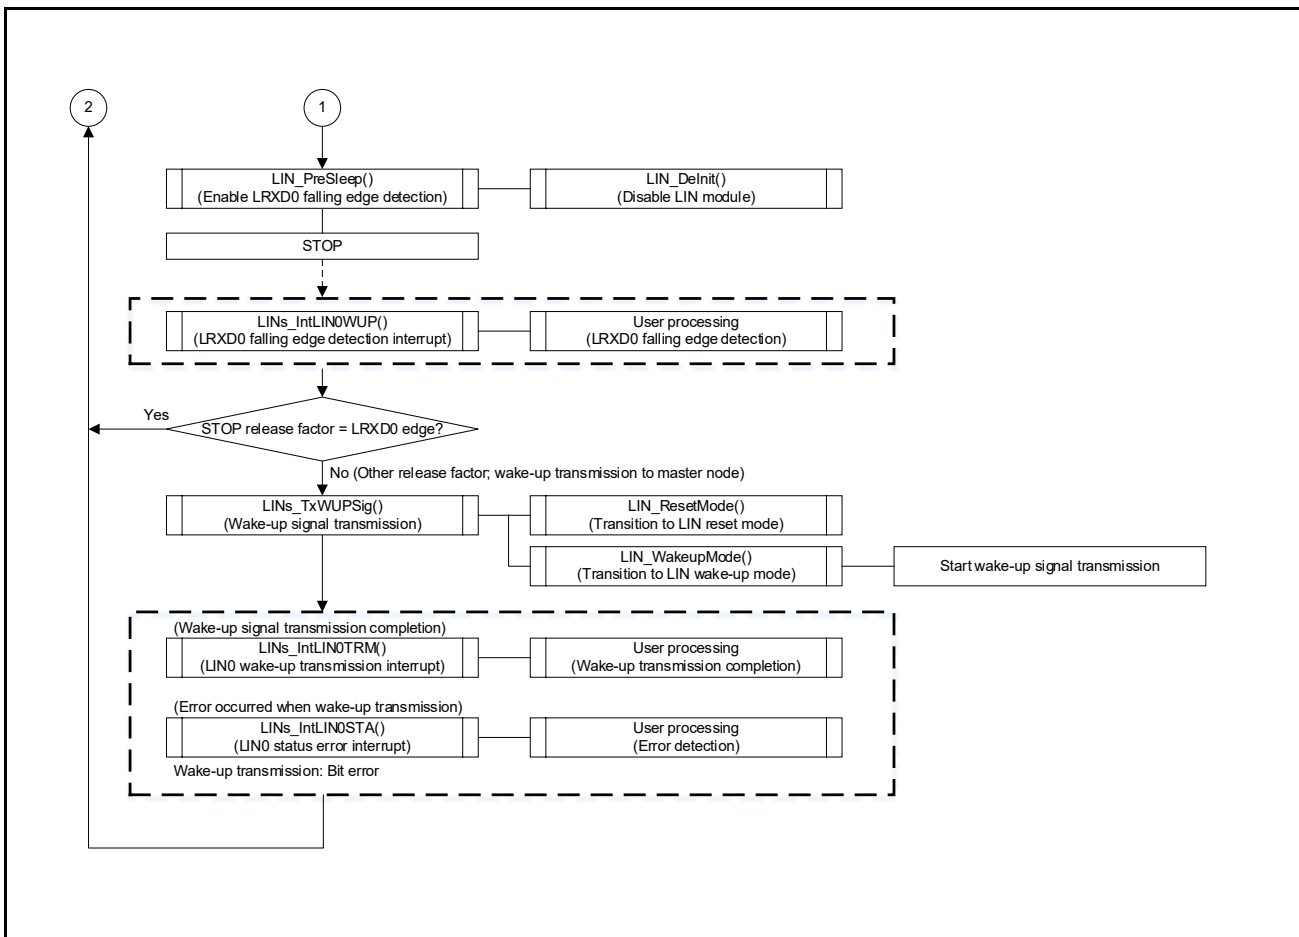 2
1
LIN_PreSleep()
(Enable LRXD0 falling edge detection)
LIN_DeInit()
(Disable LIN module)
STOP
LINs_IntLIN0WUP()
(LRXD0 falling edge detection interrupt)
User processing
(LRXD0 falling edge detection)
Yes
STOP release factor = LRXD0 edge?
No (Other release factor; wake-up transmission to master node)
LINs_TxWUPSig()
(Wake-up signal transmission)
LIN_ResetMode()
(Transition to LIN reset mode)
LIN_WakeupMode()
(Transition to LIN wake-up mode)
Start wake-up signal transmission
(Wake-up signal transmission completion)
LINs_IntLIN0TRM()
(LIN0 wake-up transmission interrupt)
User processing
(Wake-up transmission completion)
(Error occurred when wake-up transmission)
LINs_IntLIN0STA()
(LIN0 status error interrupt)
User processing
(Error detection)
Wake-up transmission: Bit error